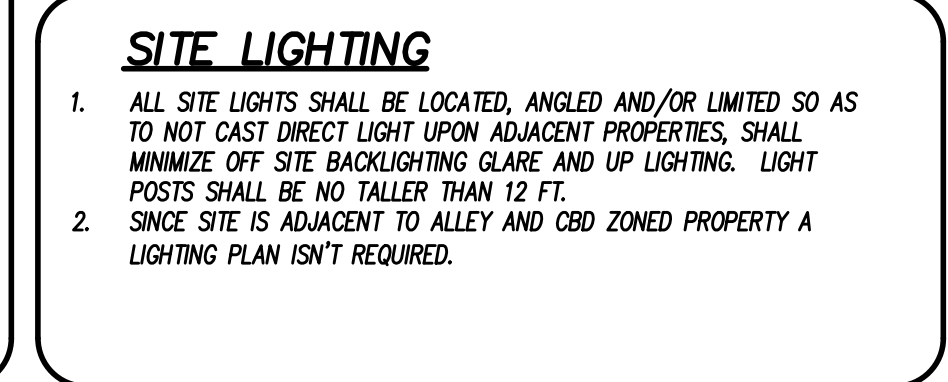 SITE LIGHTING
1. ALL SITE LIGHTS SHALL BE LOCATED, ANGLED AND/OR LIMITED SO AS
TO NOT CAST DIRECT LIGHT UPON ADJACENT PROPERTIES, SHALL
MINIMIZE OFF SITE BACKLIGHTING GLARE AND UP LIGHTING. LIGHT
POSTS SHALL BE NO TALLER THAN 12 FT.
2. SINCE SITE IS ADJACENT TO ALLEY AND CBD ZONED PROPERTY A
LIGHTING PLAN ISN'T REQUIRED.